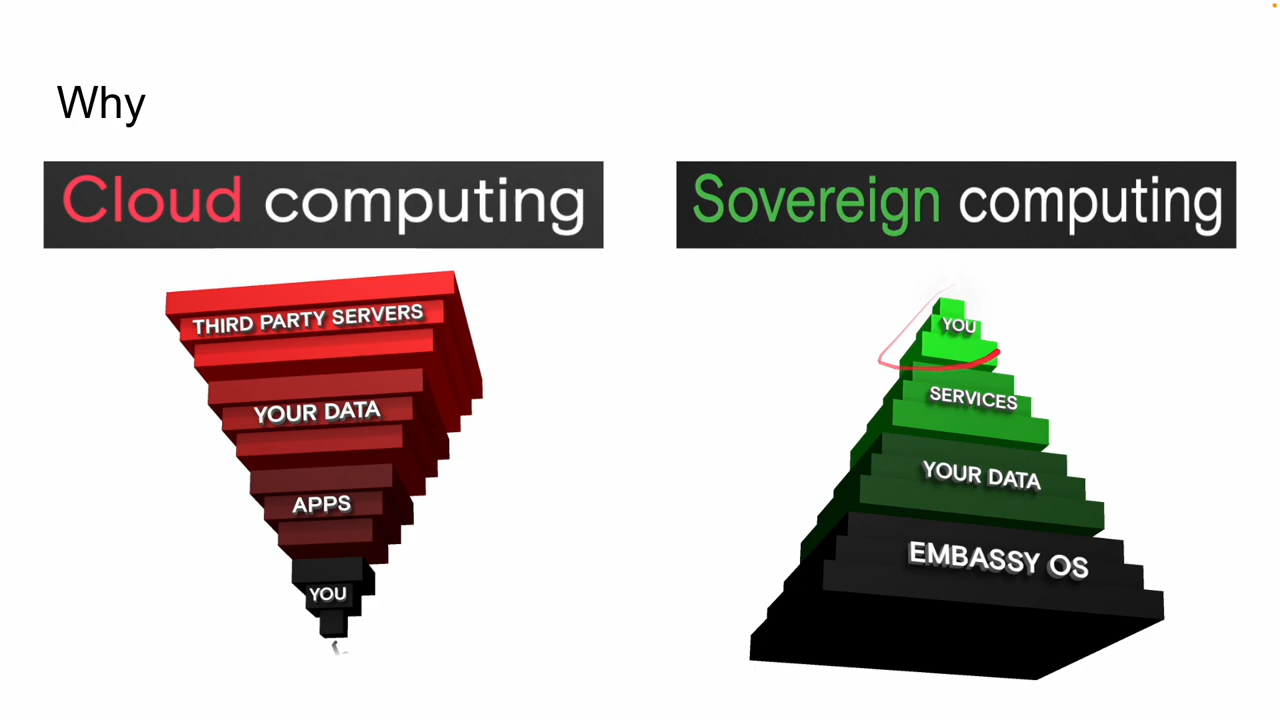 Why
Cloud computing
THIRD PARTY SERVERS
YOUR DATA
APPS
YOU
Sovereign computing
YOU
SERVICES
YOUR DATA
EMBASSY OS